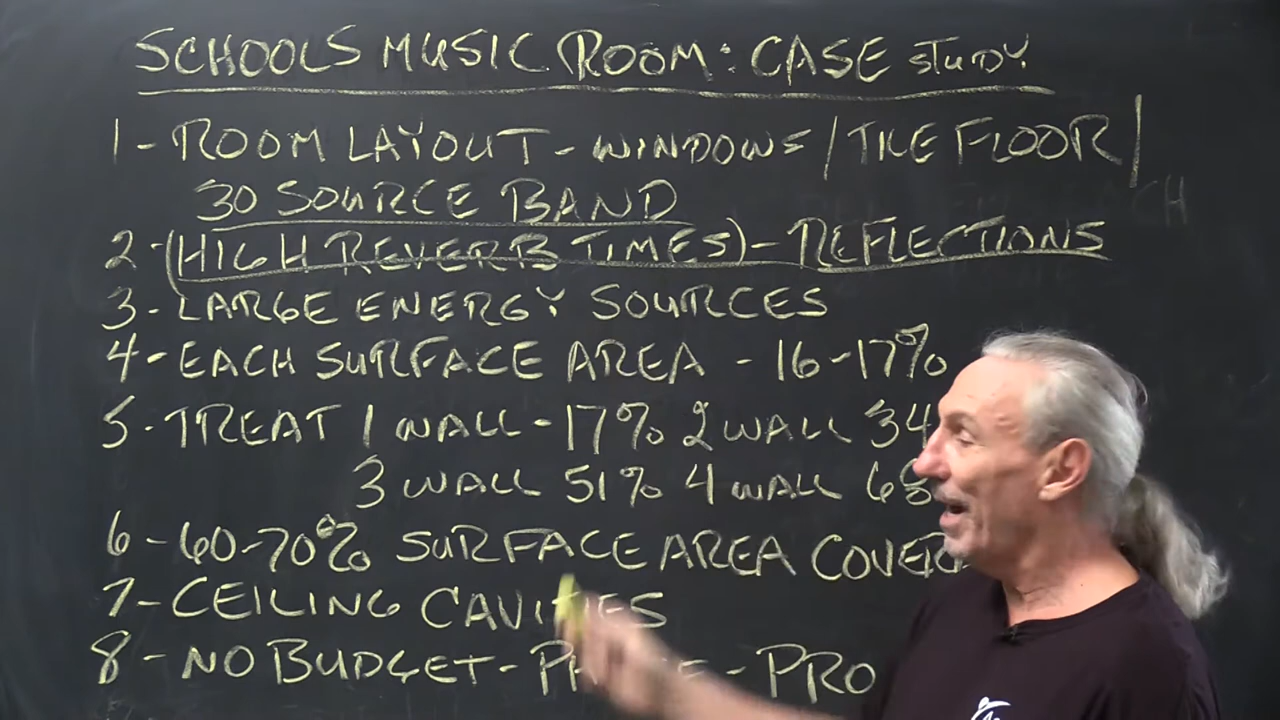 SCHOOLS MUSIC ROOM: CASE STUDY
1- ROOM LAYOUT - WINDOWS / TILE FLOOR /
30 SOURCE BAND
2-(HIGH REVERB TIMES) - REFLECTIONS
3- LARGE ENERGY SOURCES
4- EACH SURFACE AREA - 16-17%
5- TREAT 1 WALL - 17% 2 WALL 34
3 WALL 51% 4 WALL
6- 60-70% SURFACE AREA
7- CEILING CAVITIES
8- NO BUDGET - - PRO